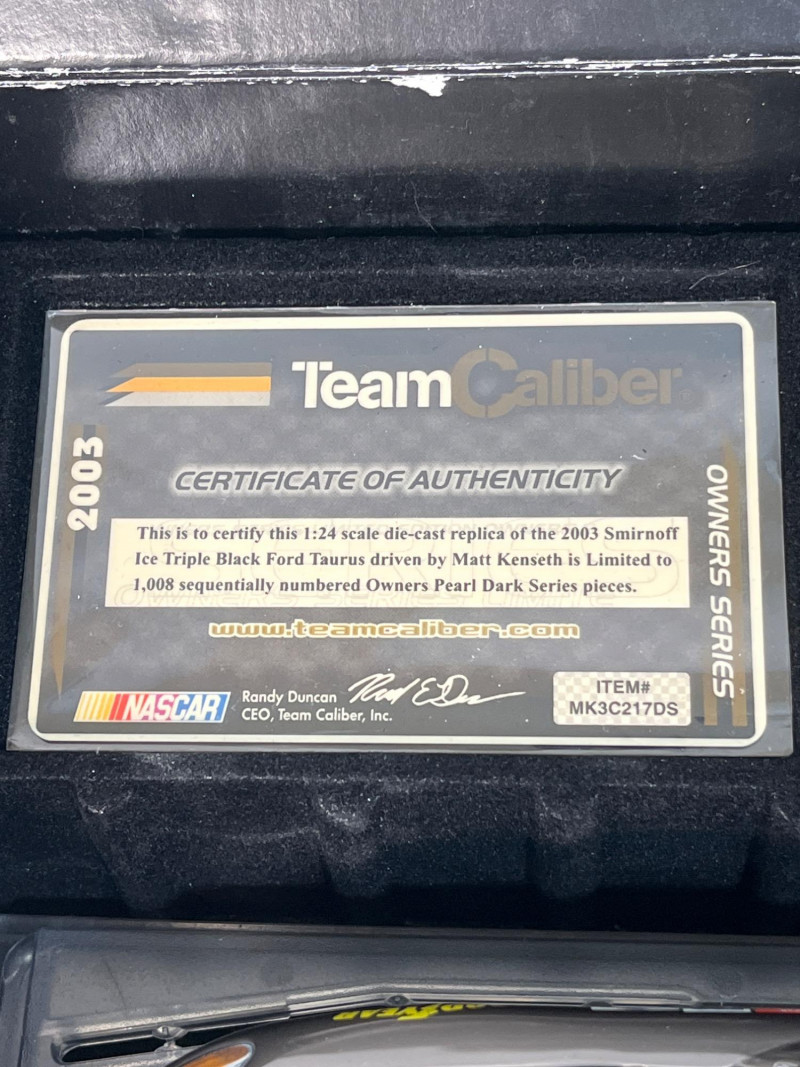 TeamCaliber
2003
CERTIFICATE OF AUTHENTICITY
This is to certify this 1:24 scale die-cast replica of the 2003 Smirnoff
Ice Triple Black Ford Taurus driven by Matt Kenseth is Limited to
1,008 sequentially numbered Owners Pearl Dark Series pieces.
www.teamcaliber.com
OWNERS SERIES
NASCAR
Randy Duncan
CEO, Team Caliber, Inc.
ITEM#
MK3C217DS